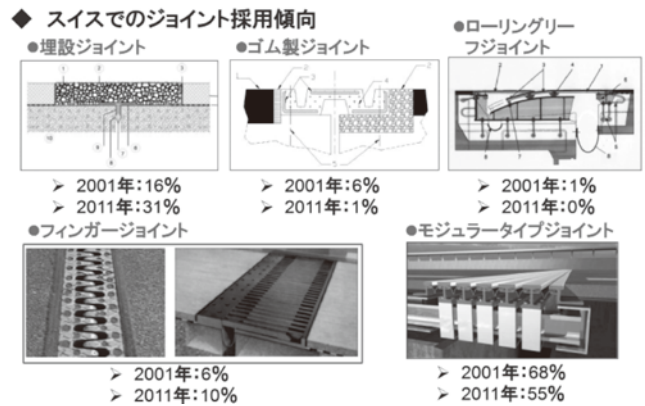 ◆ スイスでのジョイント採用傾向
●埋設ジョイント
●ゴム製ジョイント
●ローリングリー
フジョイント
➢ 2001年:16%
➢ 2011年:31%
➢ 2001年:6%
➢ 2011年:1%
➢ 2001年:1%
➢ 2011年:0%
●フィンガージョイント
●モジュラータイプジョイント
➢ 2001年:6%
➢ 2011年:10%
➢ 2001年:68%
➢ 2011年:55%